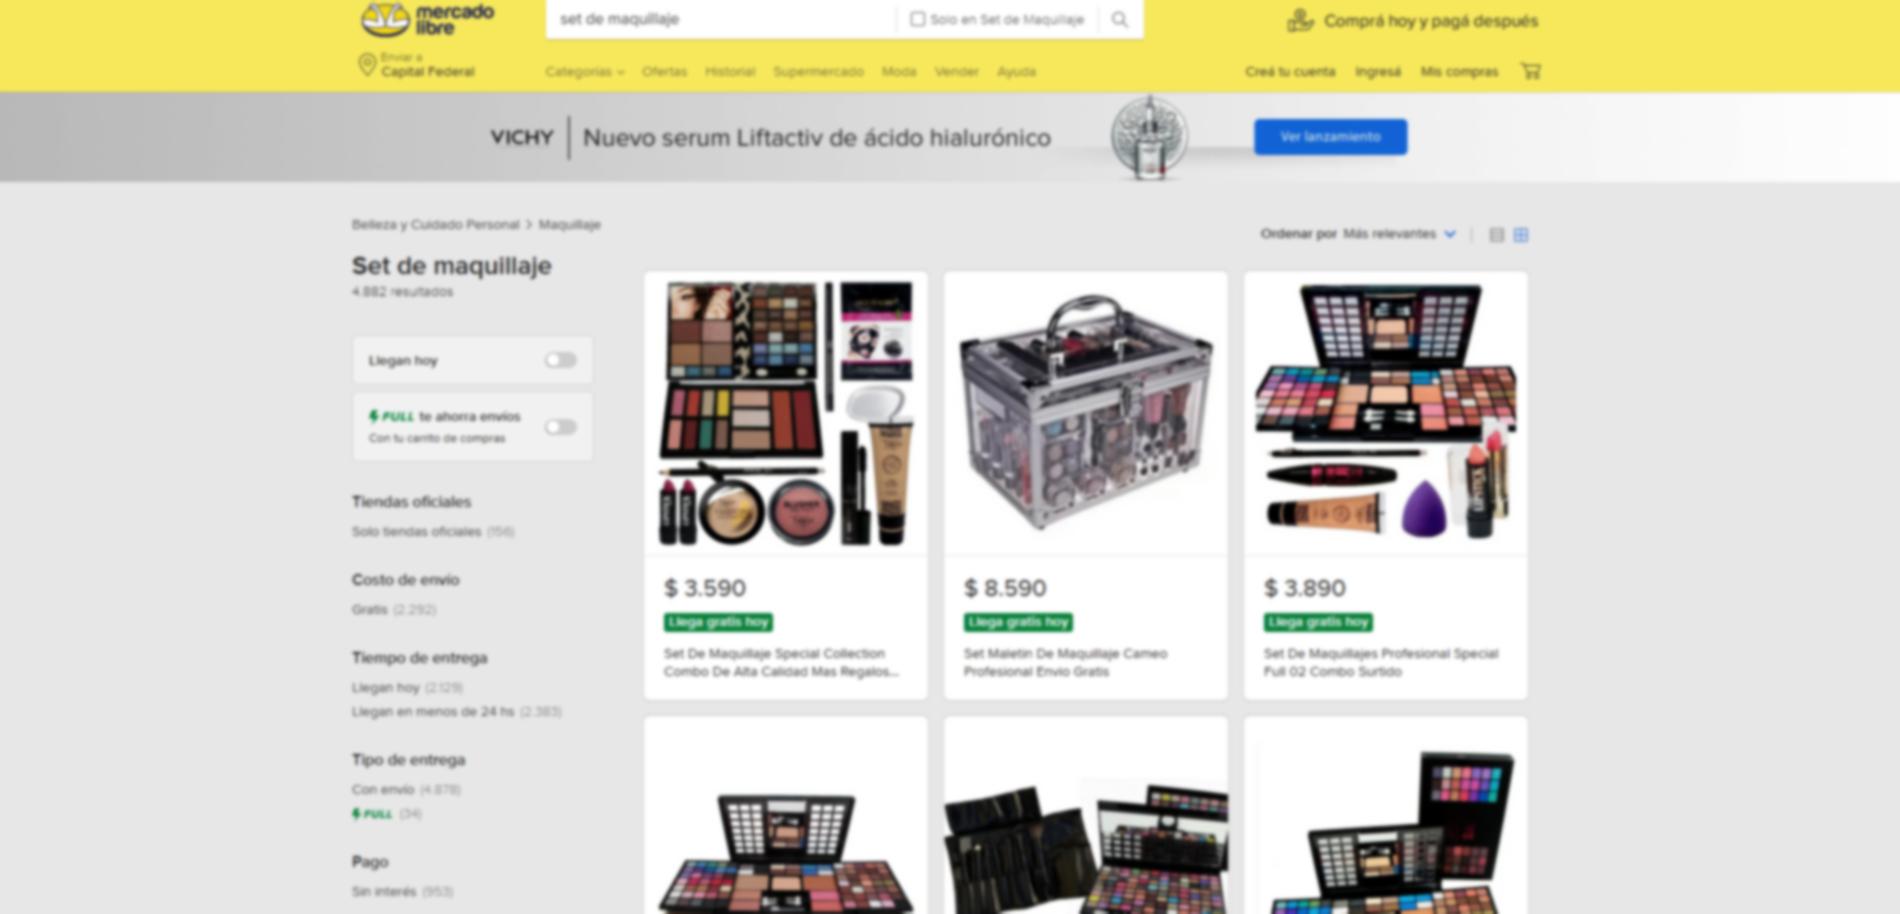 mercado
libre
set de maquillaje
Solo en Set de Maquillaje
Comprá hoy y pagá después
Enviar a
Capital Federal
Categorías Ofertas Historial Supermercado Moda Vender Ayuda
Creá tu cuenta Ingresá Mis compras
VICHY Nuevo serum Liftactiv de ácido hialurónico
Ver lanzamiento
Belleza y Cuidado Personal > Maquillaje
Ordenar por Más relevantes
Set de maquillaje
4.882 resultados
Llegan hoy
FULL te ahorra envíos
Con tu carrito de compras
Tiendas oficiales
Solo tiendas oficiales (156)
Costo de envío
Gratis (2.292)
Tiempo de entrega
Llegan hoy (2.129)
Llegan en menos de 24 hs (2.383)
Tipo de entrega
Con envío (4.878)
FULL (34)
Pago
Sin interés (953)
$ 3.590
Llega gratis hoy
Set De Maquillaje Special Collection
Combo De Alta Calidad Mas Regalos...
$ 8.590
Llega gratis hoy
Set Maletin De Maquillaje Cameo
Profesional Envio Gratis
$ 3.890
Llega gratis hoy
Set De Maquillajes Profesional Special
Full 02 Combo Surtido